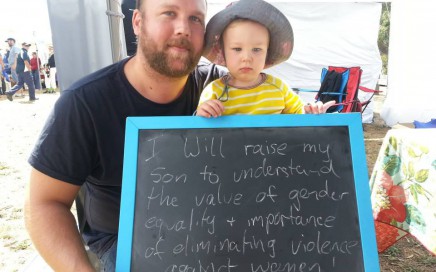 I Will raise my
Son to understand
the value of gender
equality + importance
of eliminating violence
against women!